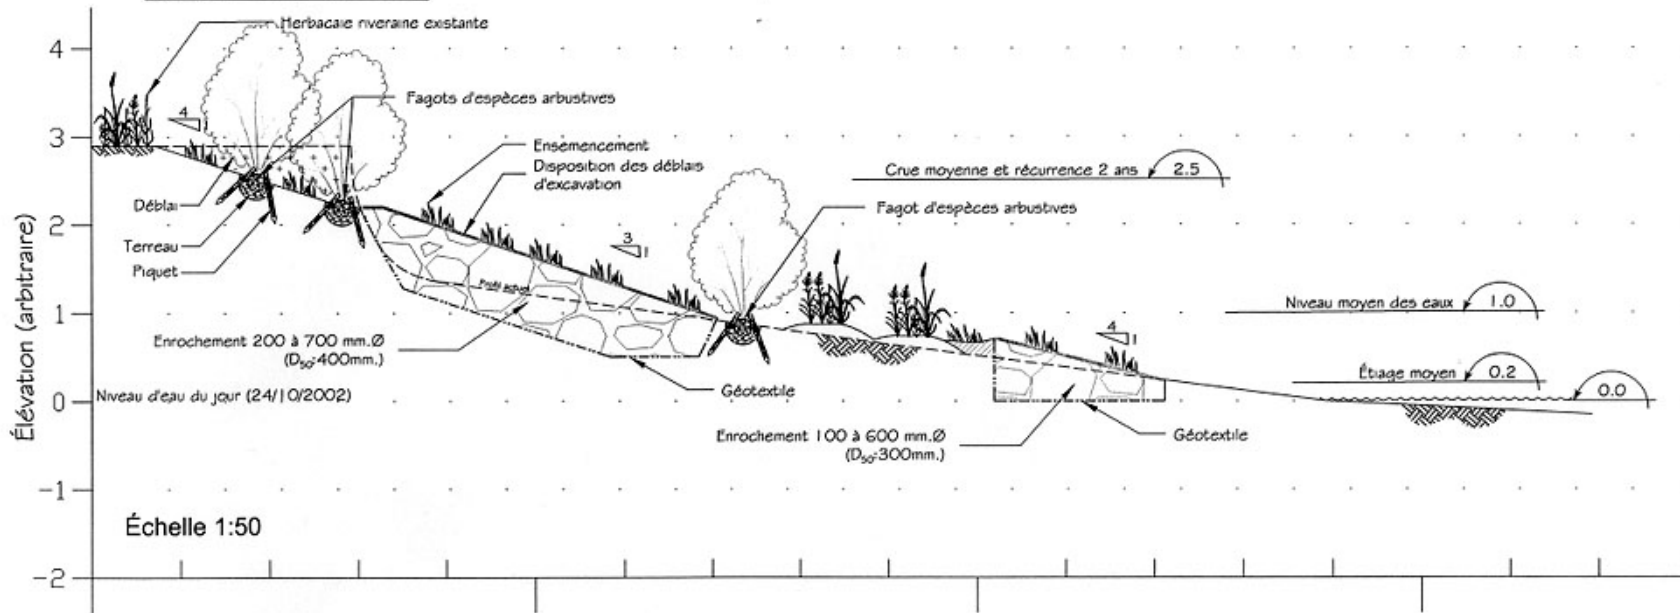 Herbacaie riveraine existante
4
4
1
Fagots d'espèces arbustives
3
Ensemencement
Disposition des déblais
d'excavation
Crue moyenne et récurrence 2 ans 2.5
Déblai
Fagot d'espèces arbustives
2
Terreau
3
1
Piquet
Profil actuel
Élévation (arbitraire)
1
Niveau moyen des eaux 1.0
Enrochement 200 à 700 mm.Ø
(D50:400mm.)
4
1
Étiage moyen 0.2
Niveau d'eau du jour (24/10/2002)
Géotextile
0.0
0
Enrochement 100 à 600 mm.Ø
(D50:300mm.)
Géotextile
-1
Échelle 1:50
-2